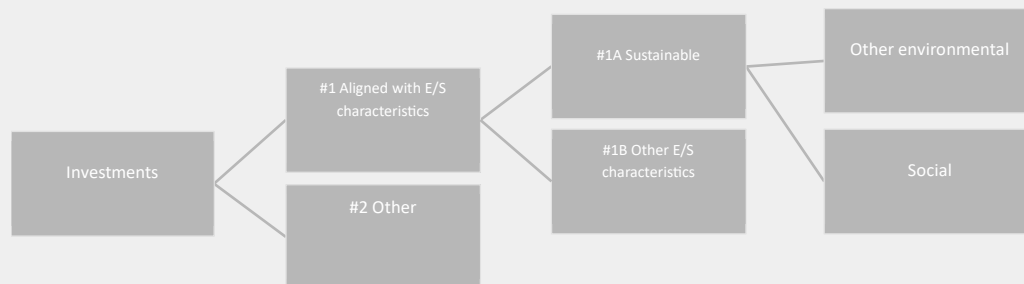 Investments
#1 Aligned with E/S
characteristics
#2 Other
#1A Sustainable
#1B Other E/S
characteristics
Other environmental
Social